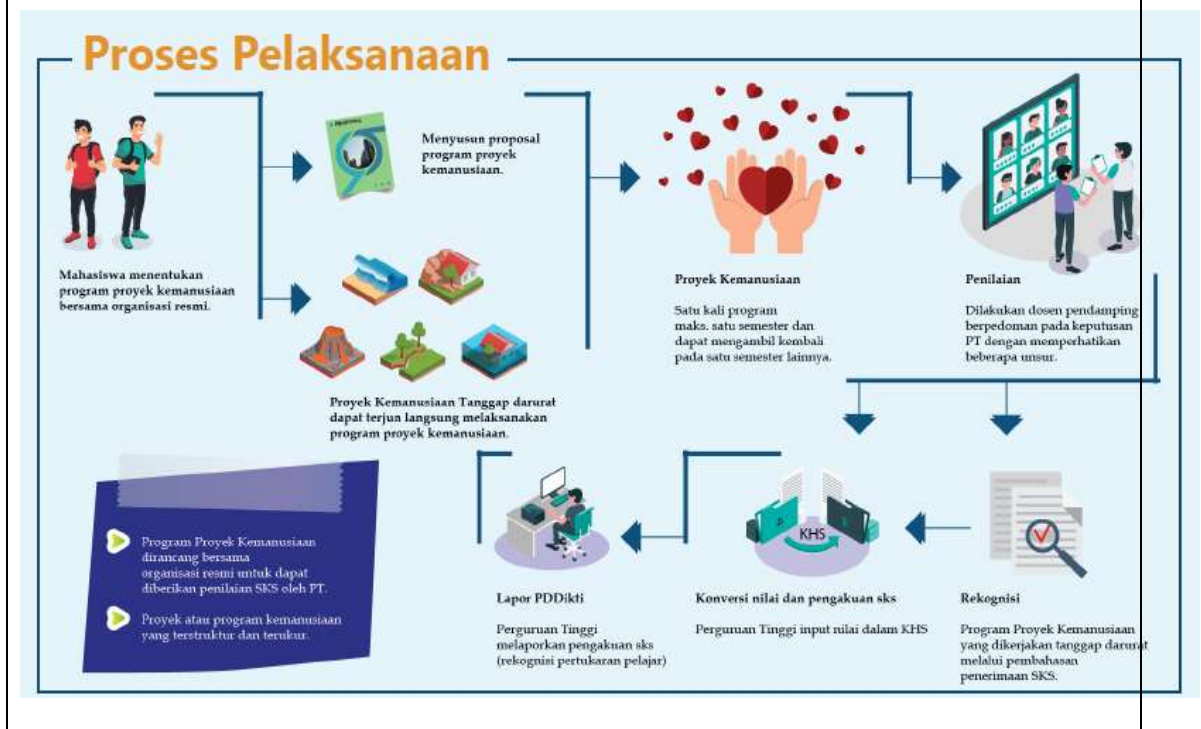 Proses Pelaksanaan
Mahasiswa menentukan
program proyek kemanusiaan
bersama organisasi resmi.
Menyusun proposal
program proyek
kemanusiaan.
Proyek Kemanusiaan Tanggap darurat
dapat terjun langsung melaksanakan
program proyek kemanusiaan.
Proyek Kemanusiaan
Satu kali program
maks. satu semester dan
dapat mengambil kembali
pada satu semester lainnya.
Penilaian
Dilakukan dosen pendamping
berpedoman pada keputusan
PT dengan memperhatikan
beberapa unsur.
Rekognisi
Program Proyek Kemanusiaan
yang dikerjakan tanggap darurat
melalui pembahasan
penerimaan SKS.
KHS
Konversi nilai dan pengakuan sks
Perguruan Tinggi input nilai dalam KHS
Lapor PDDikti
Perguruan Tinggi
melaporkan pengakuan sks
(rekognisi pertukaran pelajar)
Program Proyek Kemanusiaan
dirancang bersama
organisasi resmi untuk dapat
diberikan penilaian SKS oleh PT.
Proyek atau program kemanusiaan
yang terstruktur dan terukur.